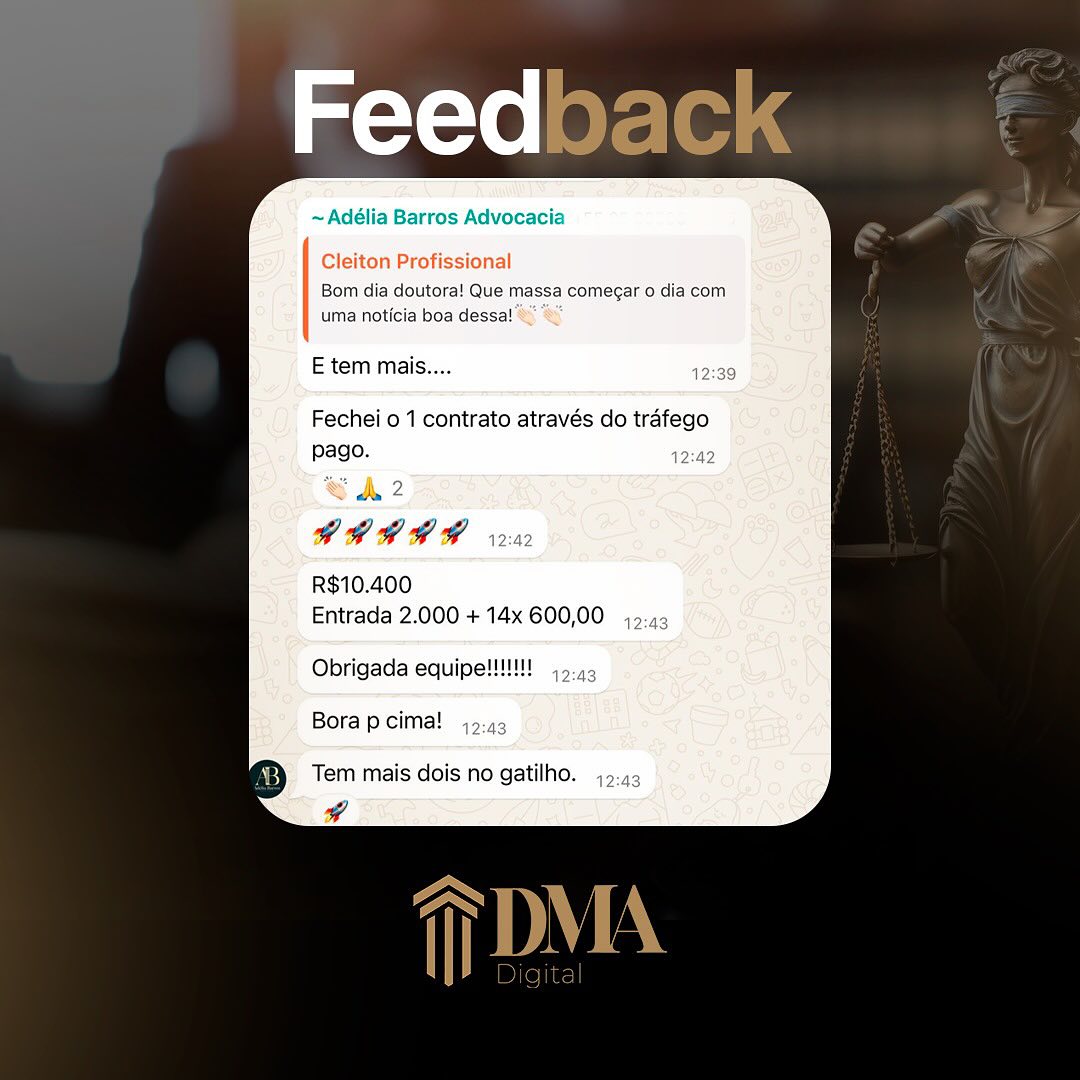 Feedback
~Adélia Barros Advocacia
Cleiton Profissional
Bom dia doutora! Que massa começar o dia com
uma notícia boa dessa!👏🏻👏🏻
E tem mais....
12:39
Fechei o 1 contrato através do tráfego
pago.
12:42
👏🏻🙏 2
🚀🚀🚀🚀🚀 12:42
R$10.400
Entrada 2.000 + 14x 600,00 12:43
Obrigada equipe!!!!!!! 12:43
Bora p cima! 12:43
Tem mais dois no gatilho. 12:43
AB
🚀
DMA
Digital